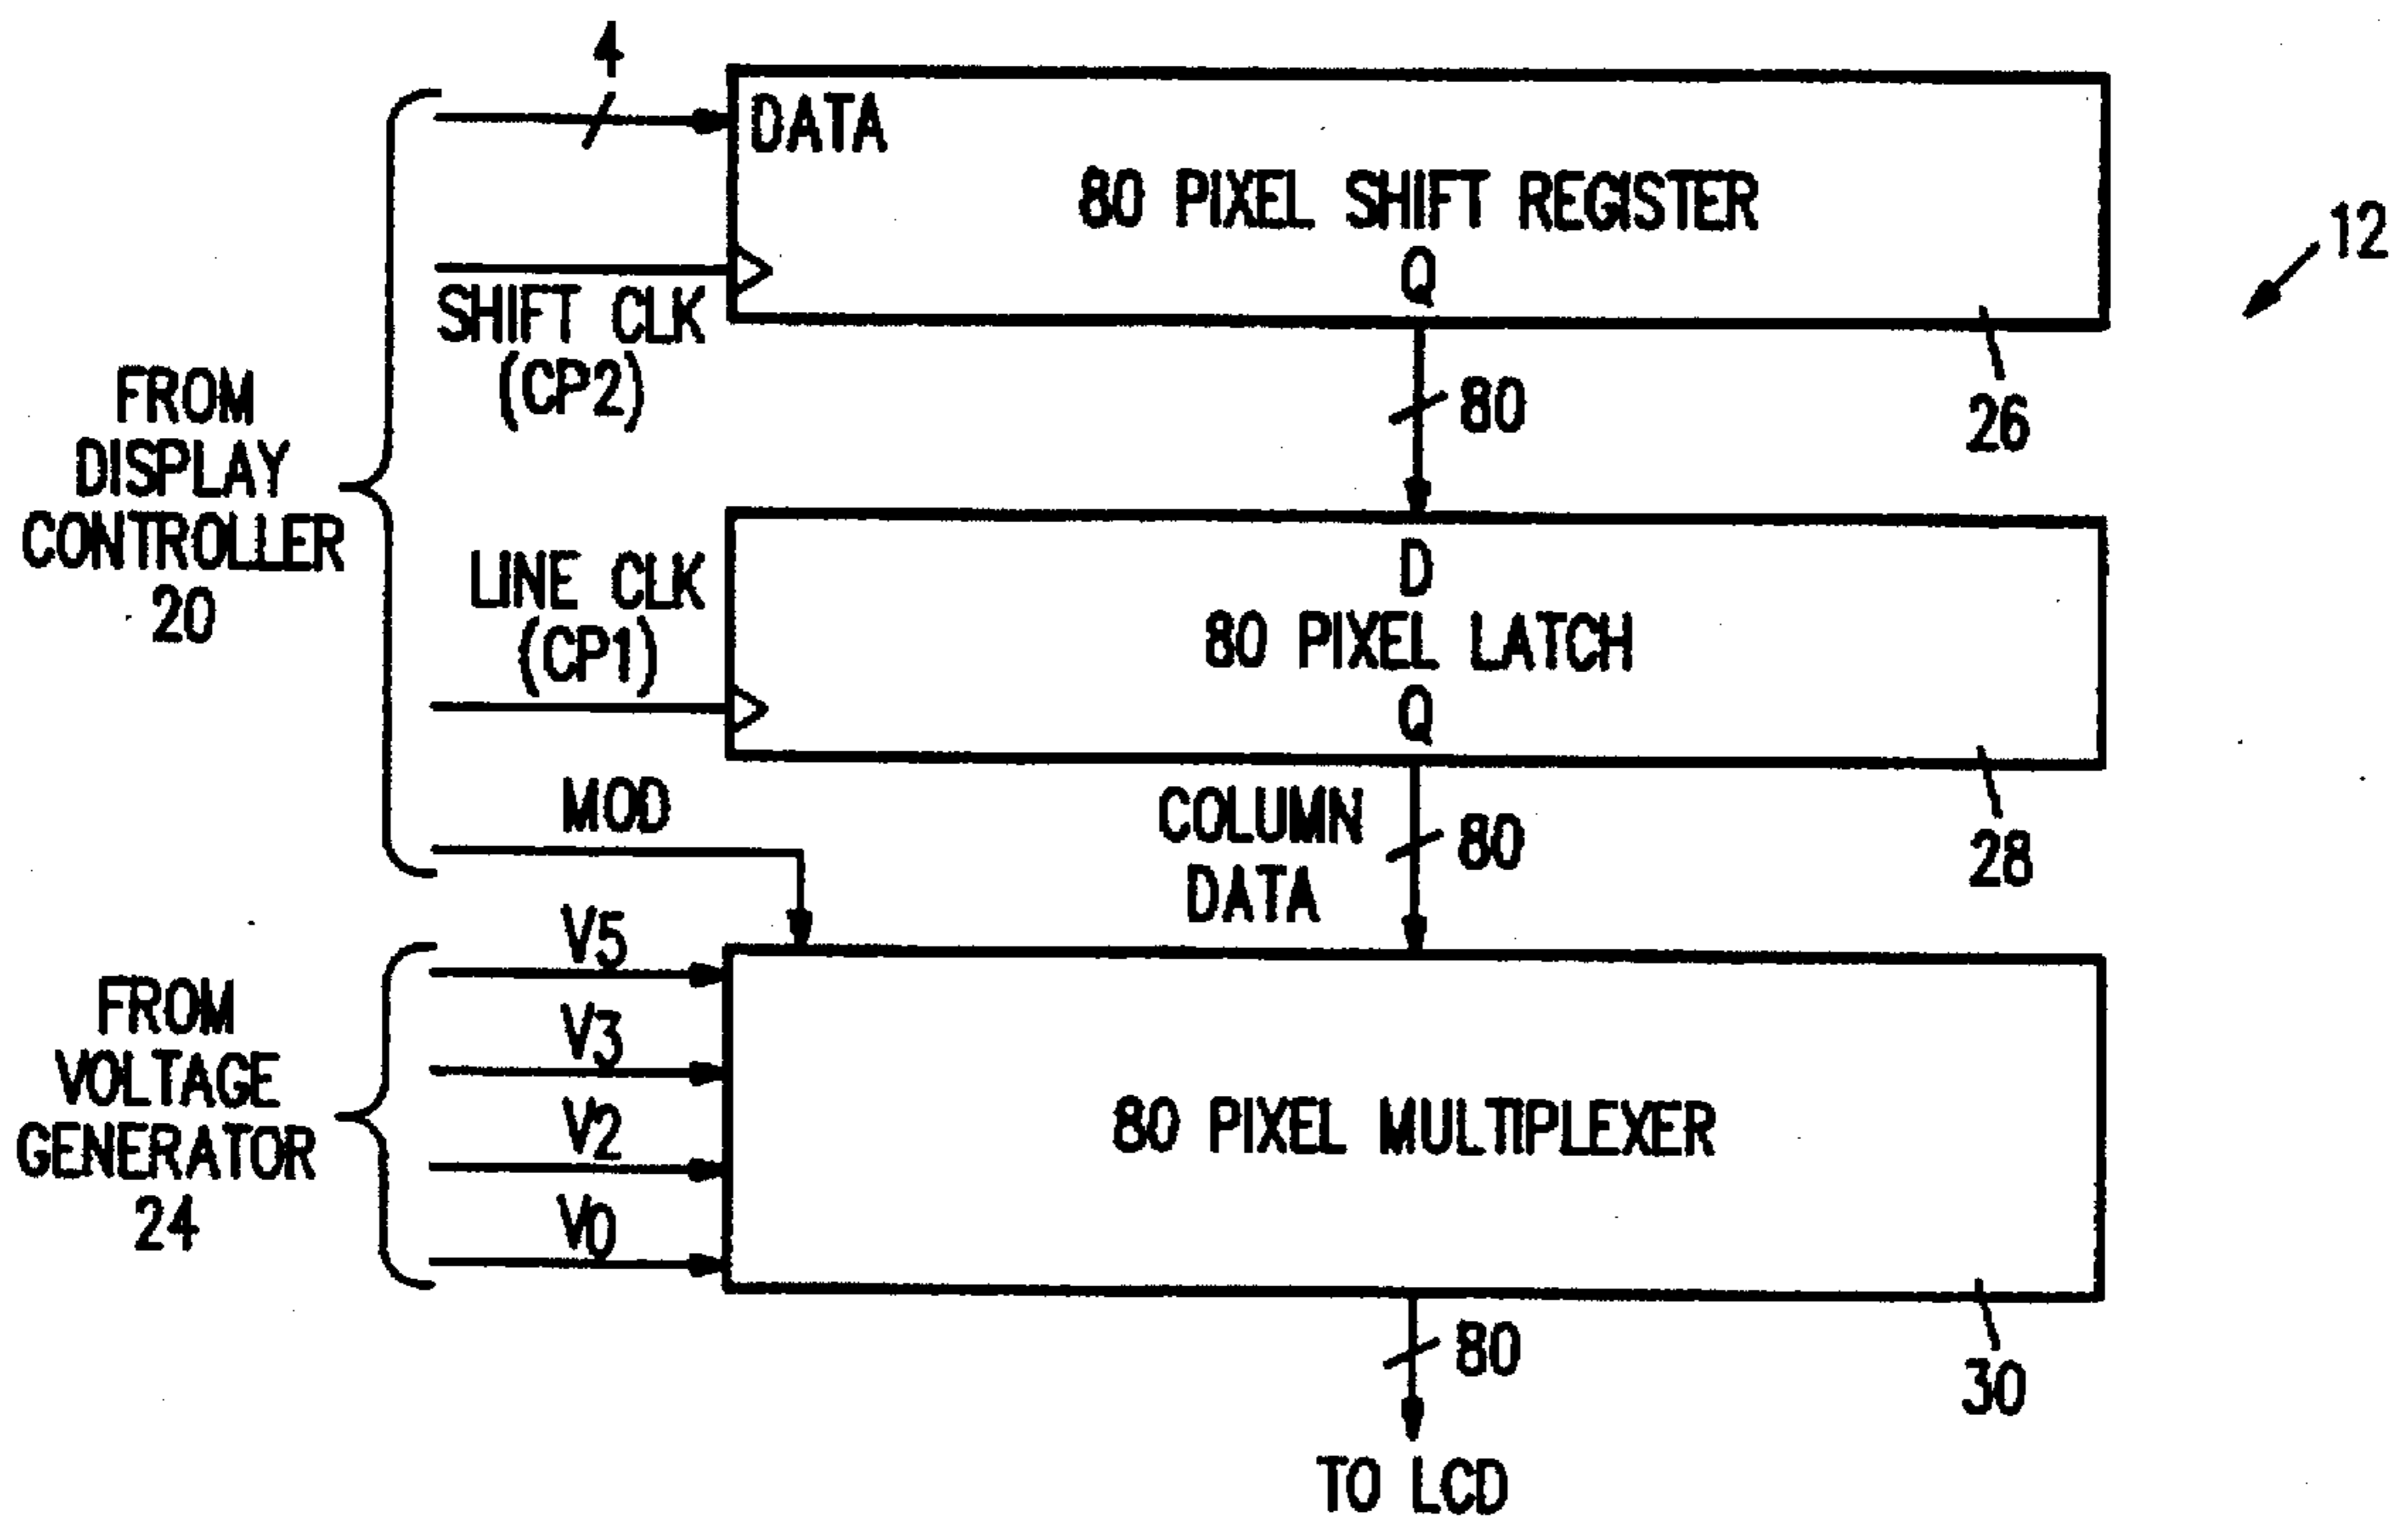 4
DATA
80 PIXEL SHIFT REGISTER
Q
12
SHIFT CLK
(CP2)
26
80
FROM
DISPLAY
CONTROLLER
20
LINE CLK
(CP1)
D
80 PIXEL LATCH
Q
28
MOD
COLUMN
DATA
80
FROM
VOLTAGE
GENERATOR
24
V5
V3
V2
V0
80 PIXEL MULTIPLEXER
30
80
TO LCD